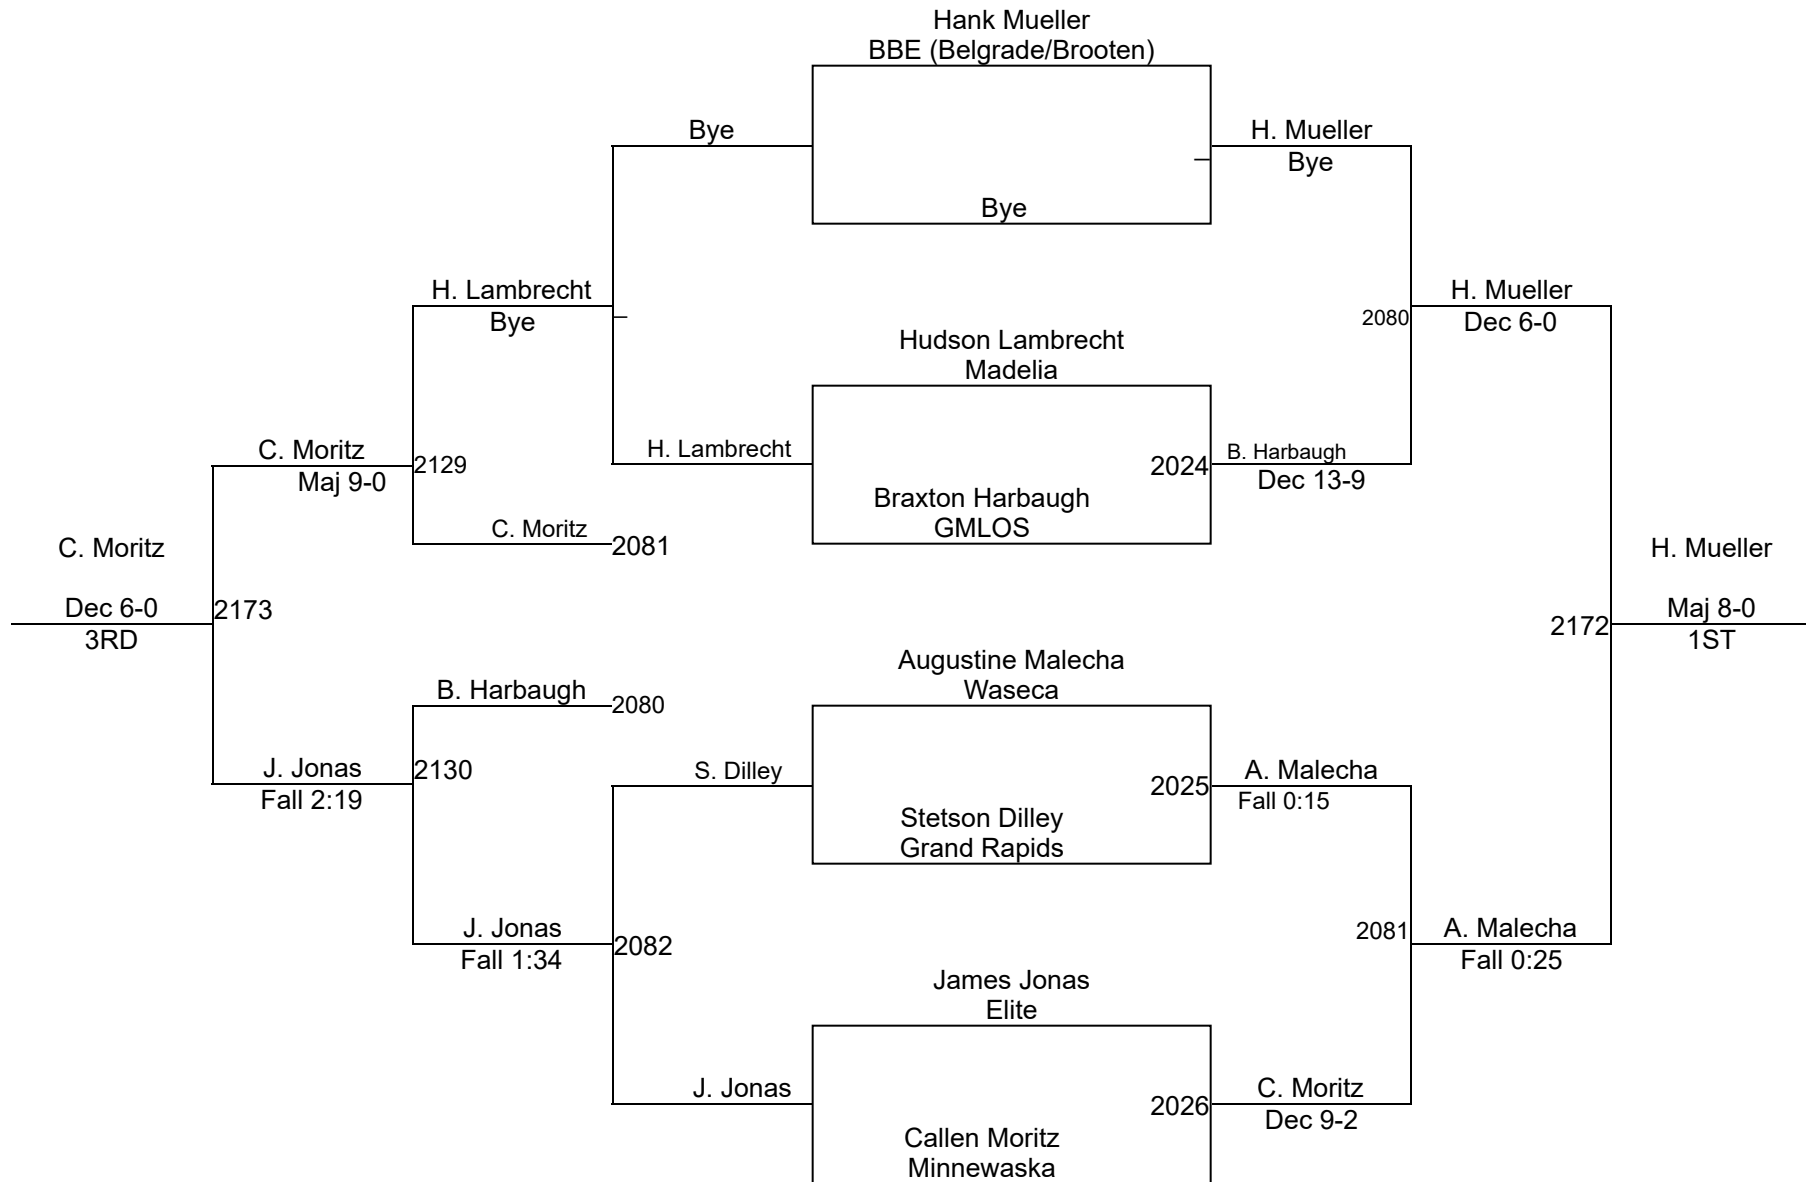 Hank Mueller
BBE (Belgrade/Brooten)
Bye
H. Mueller
Bye
Bye
H. Lambrecht
Bye
2080
H. Mueller
Dec 6-0
Hudson Lambrecht
Madelia
C. Moritz
Maj 9-0
2129
H. Lambrecht
2024
B. Harbaugh
Dec 13-9
Braxton Harbaugh
GMLOS
C. Moritz
2081
C. Moritz
Dec 6-0
3RD
2173
H. Mueller
Maj 8-0
1ST
2172
Augustine Malecha
Waseca
B. Harbaugh
2080
J. Jonas
Fall 2:19
2130
S. Dilley
2025
A. Malecha
Fall 0:15
Stetson Dilley
Grand Rapids
J. Jonas
Fall 1:34
2082
2081
A. Malecha
Fall 0:25
James Jonas
Elite
J. Jonas
2026
C. Moritz
Dec 9-2
Callen Moritz
Minnewaska